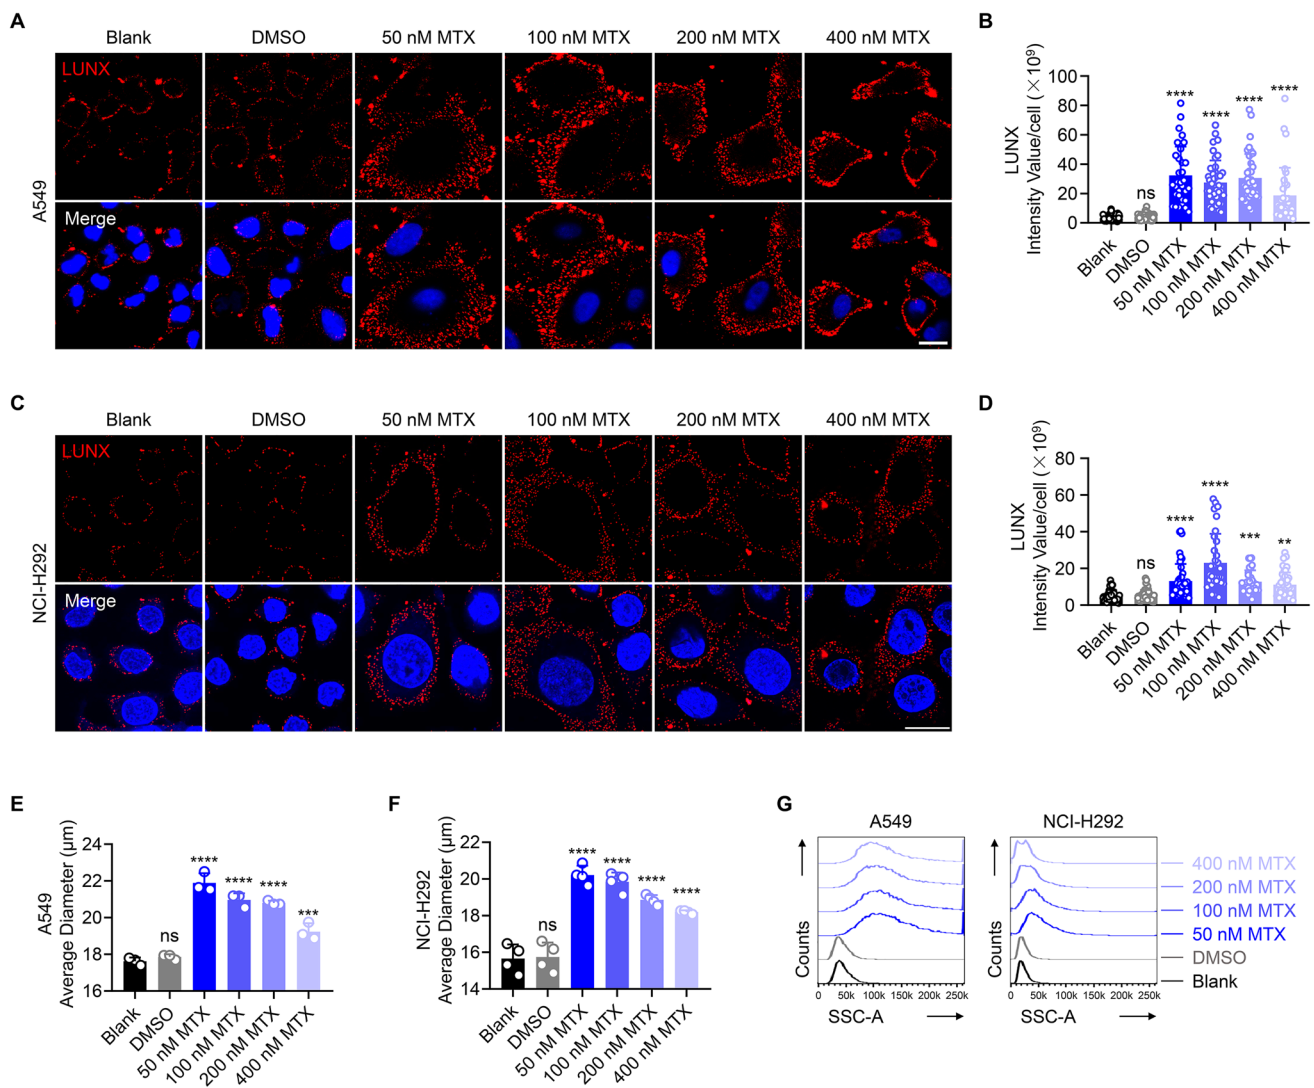 A
Blank DMSO 50 nM MTX 100 nM MTX 200 nM MTX 400 nM MTX
LUNX
Merge
A549
B
LUNX
Intensity Value/cell (×10⁹)
100
80
60
40
20
0
ns **** **** **** ****
Blank DMSO 50 nM MTX 100 nM MTX 200 nM MTX 400 nM MTX
C
Blank DMSO 50 nM MTX 100 nM MTX 200 nM MTX 400 nM MTX
LUNX
Merge
NCI-H292
D
LUNX
Intensity Value/cell (×10⁹)
80
60
40
20
0
ns **** **** *** **
Blank DMSO 50 nM MTX 100 nM MTX 200 nM MTX 400 nM MTX
E
A549
Average Diameter (μm)
24
22
20
18
16
ns **** **** **** ***
Blank DMSO 50 nM MTX 100 nM MTX 200 nM MTX 400 nM MTX
F
NCI-H292
Average Diameter (μm)
22
20
18
16
14
ns **** **** **** ****
Blank DMSO 50 nM MTX 100 nM MTX 200 nM MTX 400 nM MTX
G
A549
Counts
0 50k 100k 150k 200k 250k
SSC-A
NCI-H292
Counts
0 50k 100k 150k 200k 250k
SSC-A
400 nM MTX
200 nM MTX
100 nM MTX
50 nM MTX
DMSO
Blank